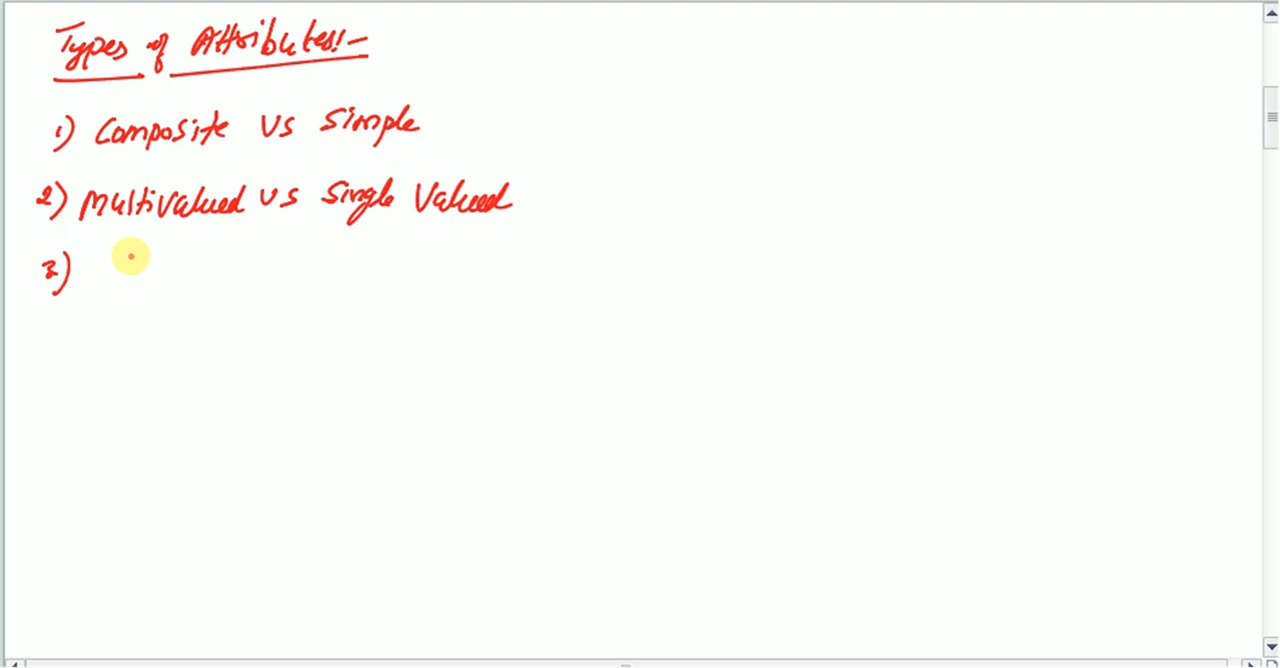 Types of Attributes:-
1) Composite vs Simple
2) Multivalued vs Single Valued
3)